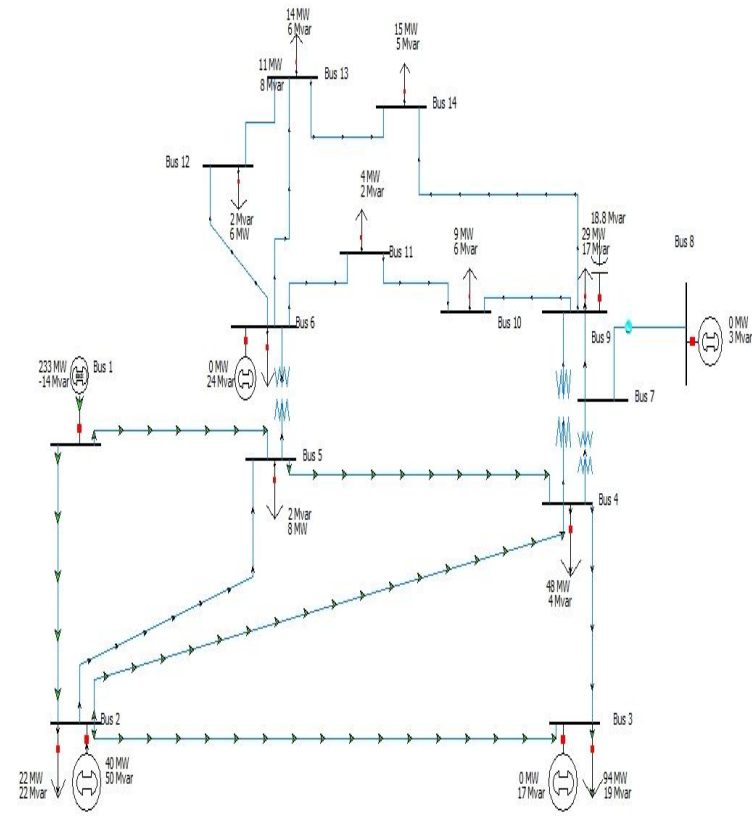 14 MW
6 Mvar
15 MW
5 Mvar
11 MW
8 Mvar
Bus 13
Bus 14
Bus 12
4 MW
2 Mvar
2 Mvar
6 MW
9 MW
6 Mvar
18.8 Mvar
29 MW
17 Mvar
Bus 8
Bus 11
Bus 6
Bus 10
Bus 9
0 MW
3 Mvar
233 MW
-14 Mvar
Bus 1
0 MW
24 Mvar
Bus 7
Bus 5
Bus 4
2 Mvar
8 MW
48 MW
4 Mvar
Bus 2
Bus 3
40 MW
50 Mvar
22 MW
22 Mvar
0 MW
17 Mvar
94 MW
19 Mvar